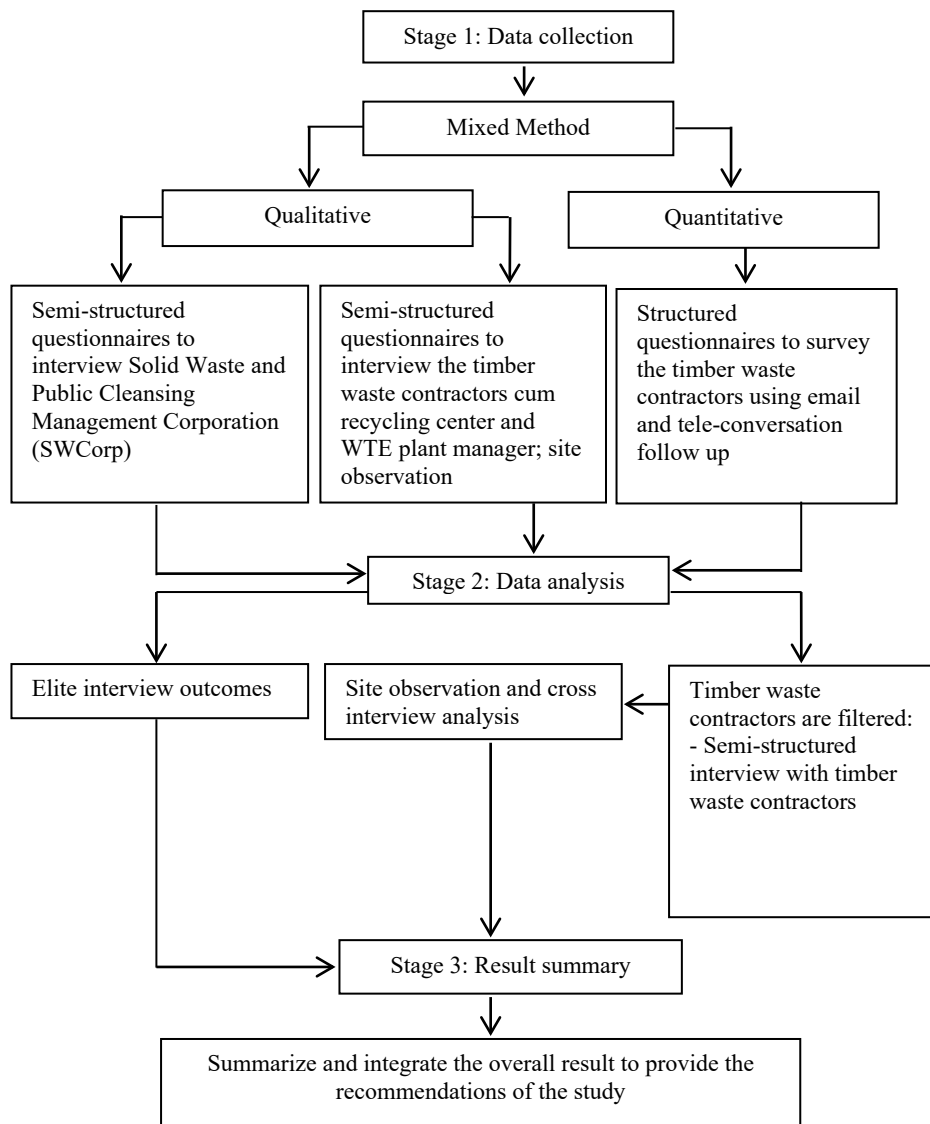 Stage 1: Data collection
Mixed Method
Qualitative
Quantitative
Semi-structured
questionnaires to
interview Solid Waste and
Public Cleansing
Management Corporation
(SWCorp)
Semi-structured
questionnaires to
interview the timber
waste contractors cum
recycling center and
WTE plant manager; site
observation
Structured
questionnaires to survey
the timber waste
contractors using email
and tele-conversation
follow up
Stage 2: Data analysis
Elite interview outcomes
Site observation and cross
interview analysis
Timber waste
contractors are filtered:
- Semi-structured
interview with timber
waste contractors
Stage 3: Result summary
Summarize and integrate the overall result to provide the
recommendations of the study